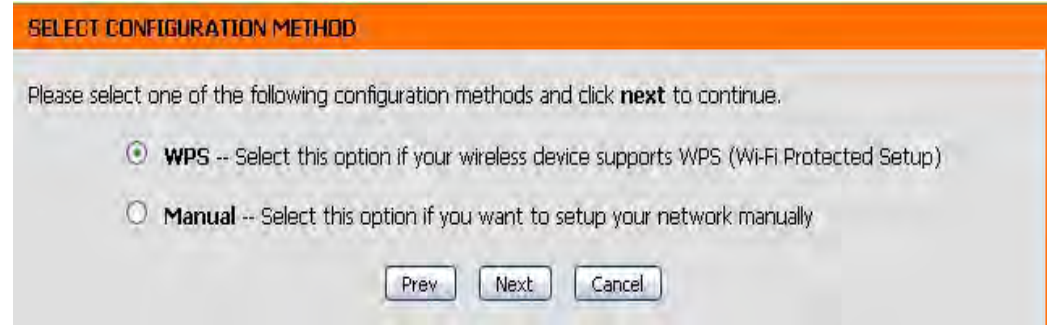 SELECT CONFIGURATION METHOD
Please select one of the following configuration methods and click next to continue.
WPS -- Select this option if your wireless device supports WPS (Wi-Fi Protected Setup)
Manual -- Select this option if you want to setup your network manually
Prev Next Cancel